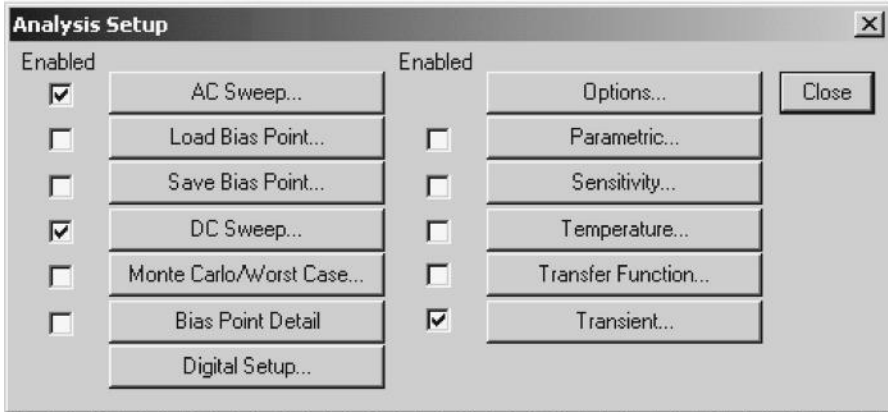 Analysis Setup
Enabled
Enabled
AC Sweep...
Options...
Close
Load Bias Point...
Parametric...
Save Bias Point...
Sensitivity...
DC Sweep...
Temperature...
Monte Carlo/Worst Case...
Transfer Function...
Bias Point Detail
Transient...
Digital Setup...